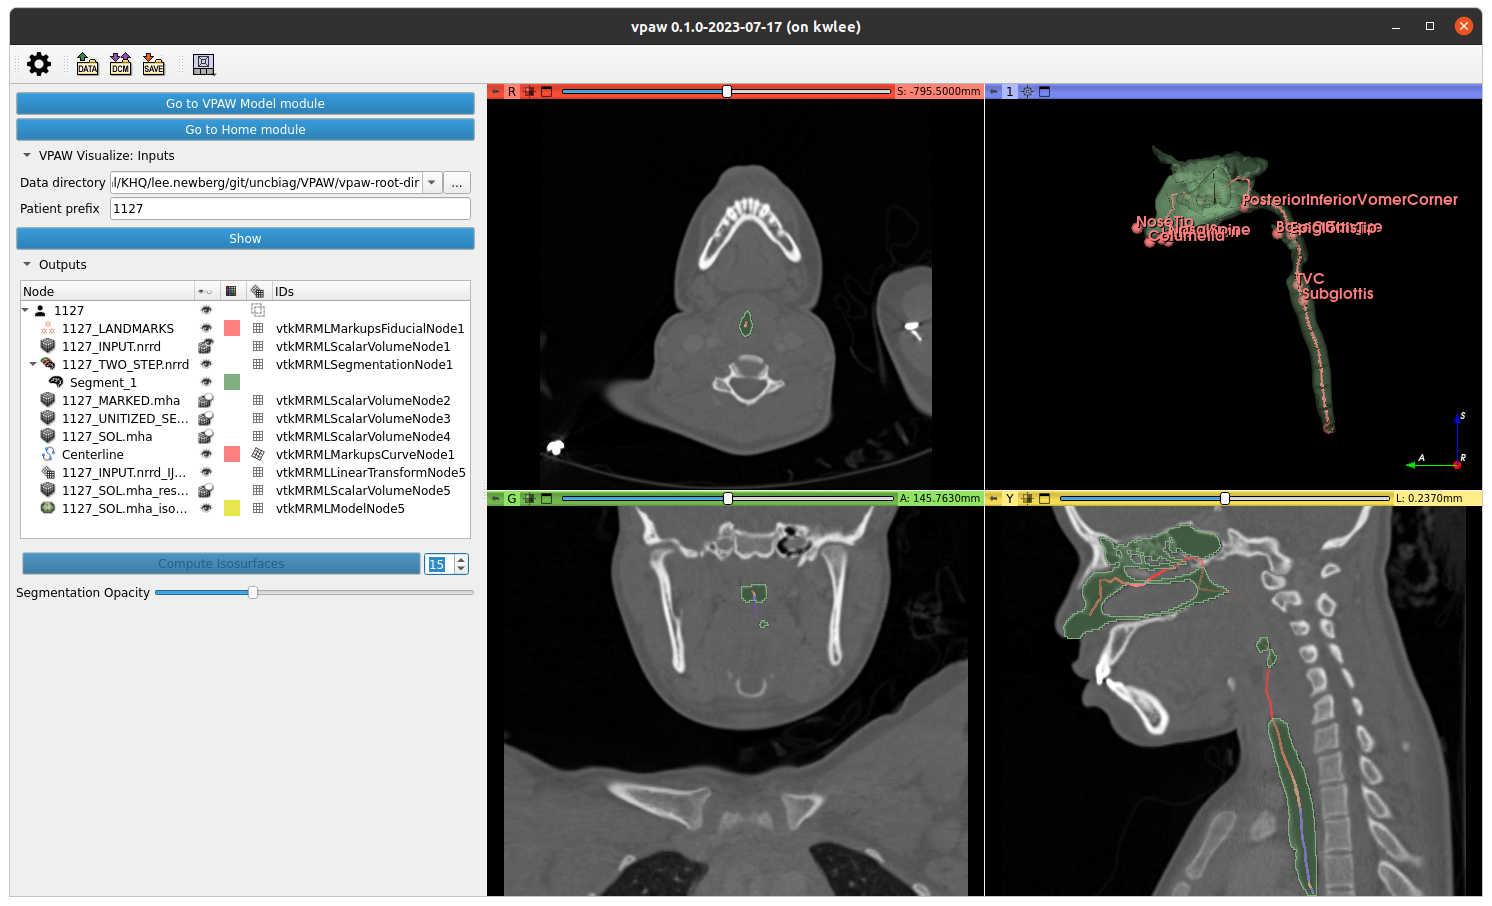 vpaw 0.1.0-2023-07-17 (on kwlee)
DATA DCM SAVE
Go to VPAW Model module
Go to Home module
VPAW Visualize: Inputs
Data directory l/KHQ/lee.newberg/git/uncbiag/VPAW/vpaw-root-dir ...
Patient prefix 1127
Show
Outputs
Node IDs
1127
1127_LANDMARKS vtkMRMLMarkupsFiducialNode1
1127_INPUT.nrrd vtkMRMLScalarVolumeNode1
1127_TWO_STEP.nrrd vtkMRMLSegmentationNode1
Segment_1
1127_MARKED.mha vtkMRMLScalarVolumeNode2
1127_UNITIZED_SE... vtkMRMLScalarVolumeNode3
1127_SOL.mha vtkMRMLScalarVolumeNode4
Centerline vtkMRMLMarkupsCurveNode1
1127_INPUT.nrrd_IJ... vtkMRMLLinearTransformNode5
1127_SOL.mha_res... vtkMRMLScalarVolumeNode5
1127_SOL.mha_iso... vtkMRMLModelNode5
Compute Isosurfaces 15
Segmentation Opacity
R S: -795.5000mm
1
PosteriorInferiorVomerCorner
NoseTip
Columella
TVC
Subglottis
S
A R
G A: 145.7630mm
Y L: 0.2370mm